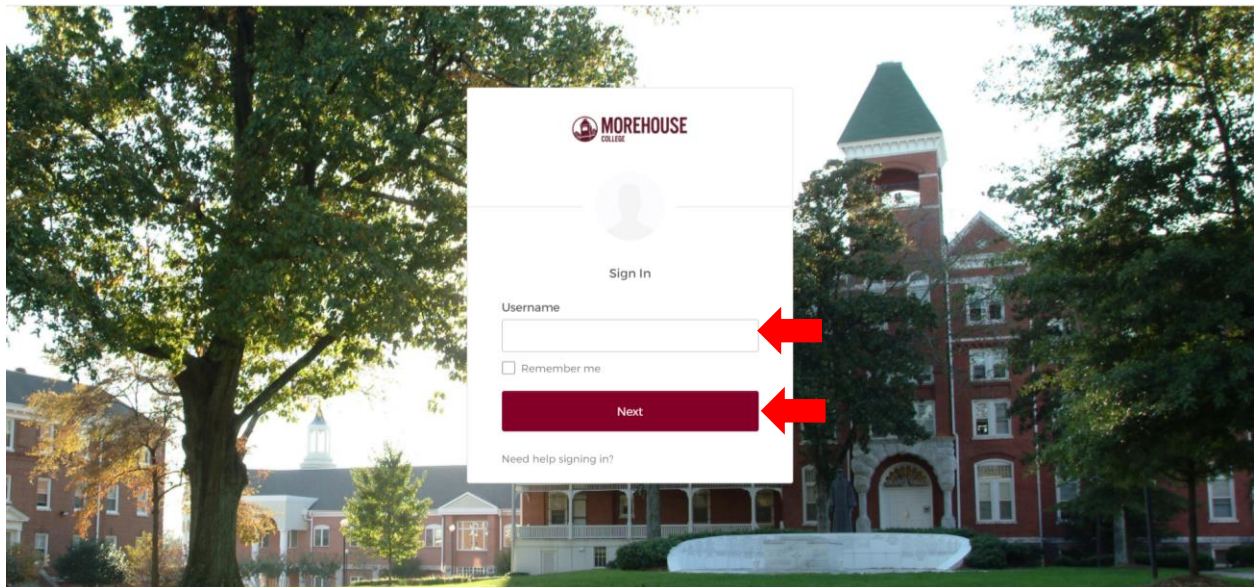 MOREHOUSE
COLLEGE
Sign In
Username
Remember me
Next
Need help signing in?